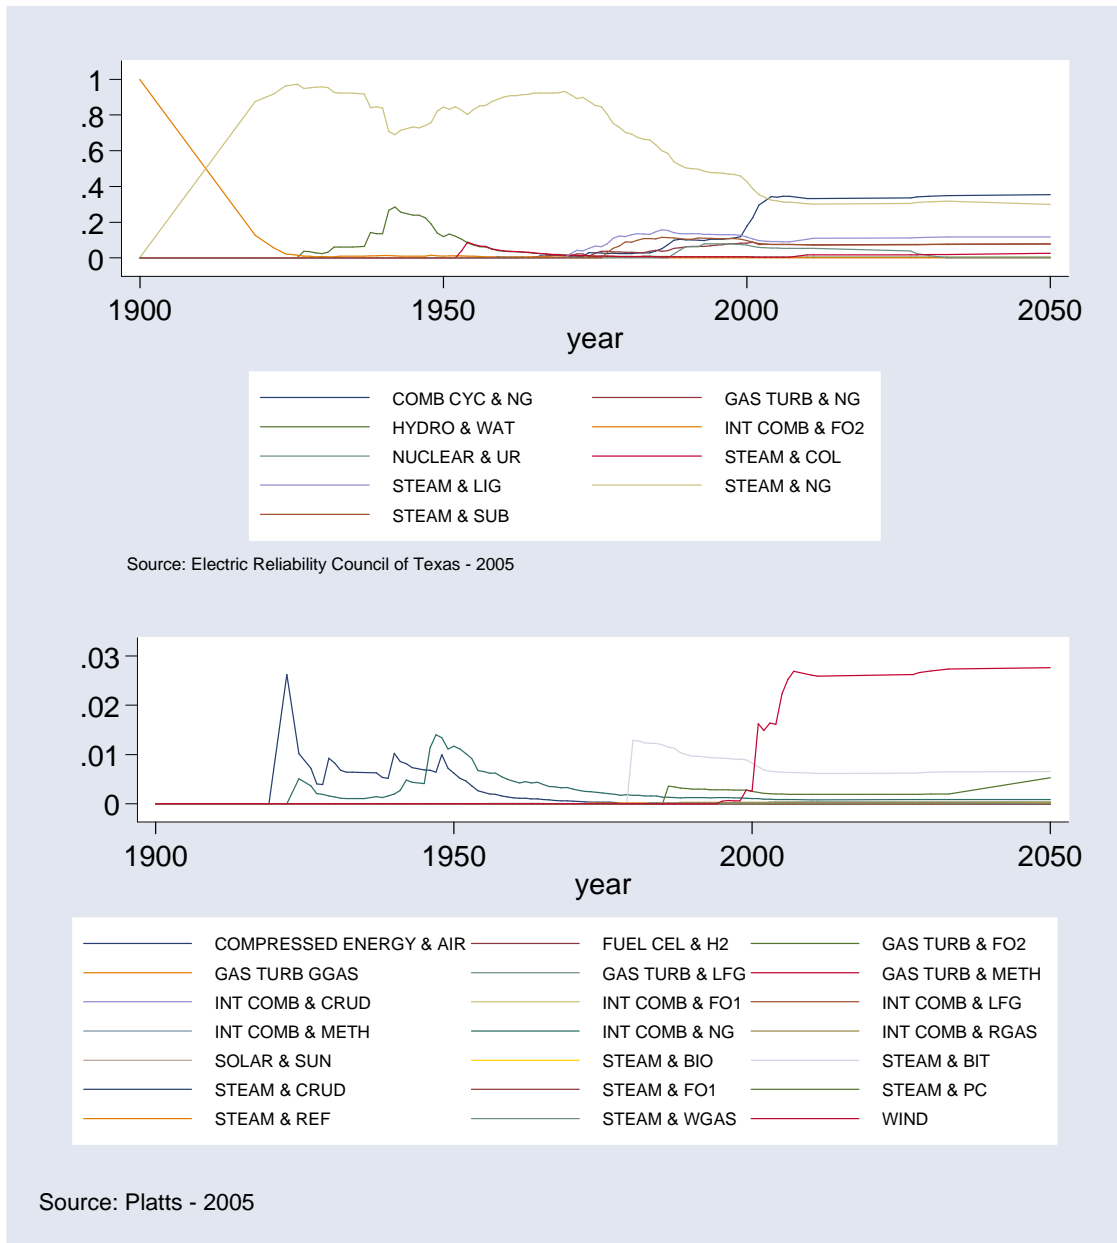 1
.8
.6
.4
.2
0
1900 1950 2000 2050
year
COMB CYC & NG GAS TURB & NG
HYDRO & WAT INT COMB & FO2
NUCLEAR & UR STEAM & COL
STEAM & LIG STEAM & NG
STEAM & SUB
Source: Electric Reliability Council of Texas - 2005
.03
.02
.01
0
1900 1950 2000 2050
year
COMPRESSED ENERGY & AIR FUEL CEL & H2 GAS TURB & FO2
GAS TURB GGAS GAS TURB & LFG GAS TURB & METH
INT COMB & CRUD INT COMB & FO1 INT COMB & LFG
INT COMB & METH INT COMB & NG INT COMB & RGAS
SOLAR & SUN STEAM & BIO STEAM & BIT
STEAM & CRUD STEAM & FO1 STEAM & PC
STEAM & REF STEAM & WGAS WIND
Source: Platts - 2005